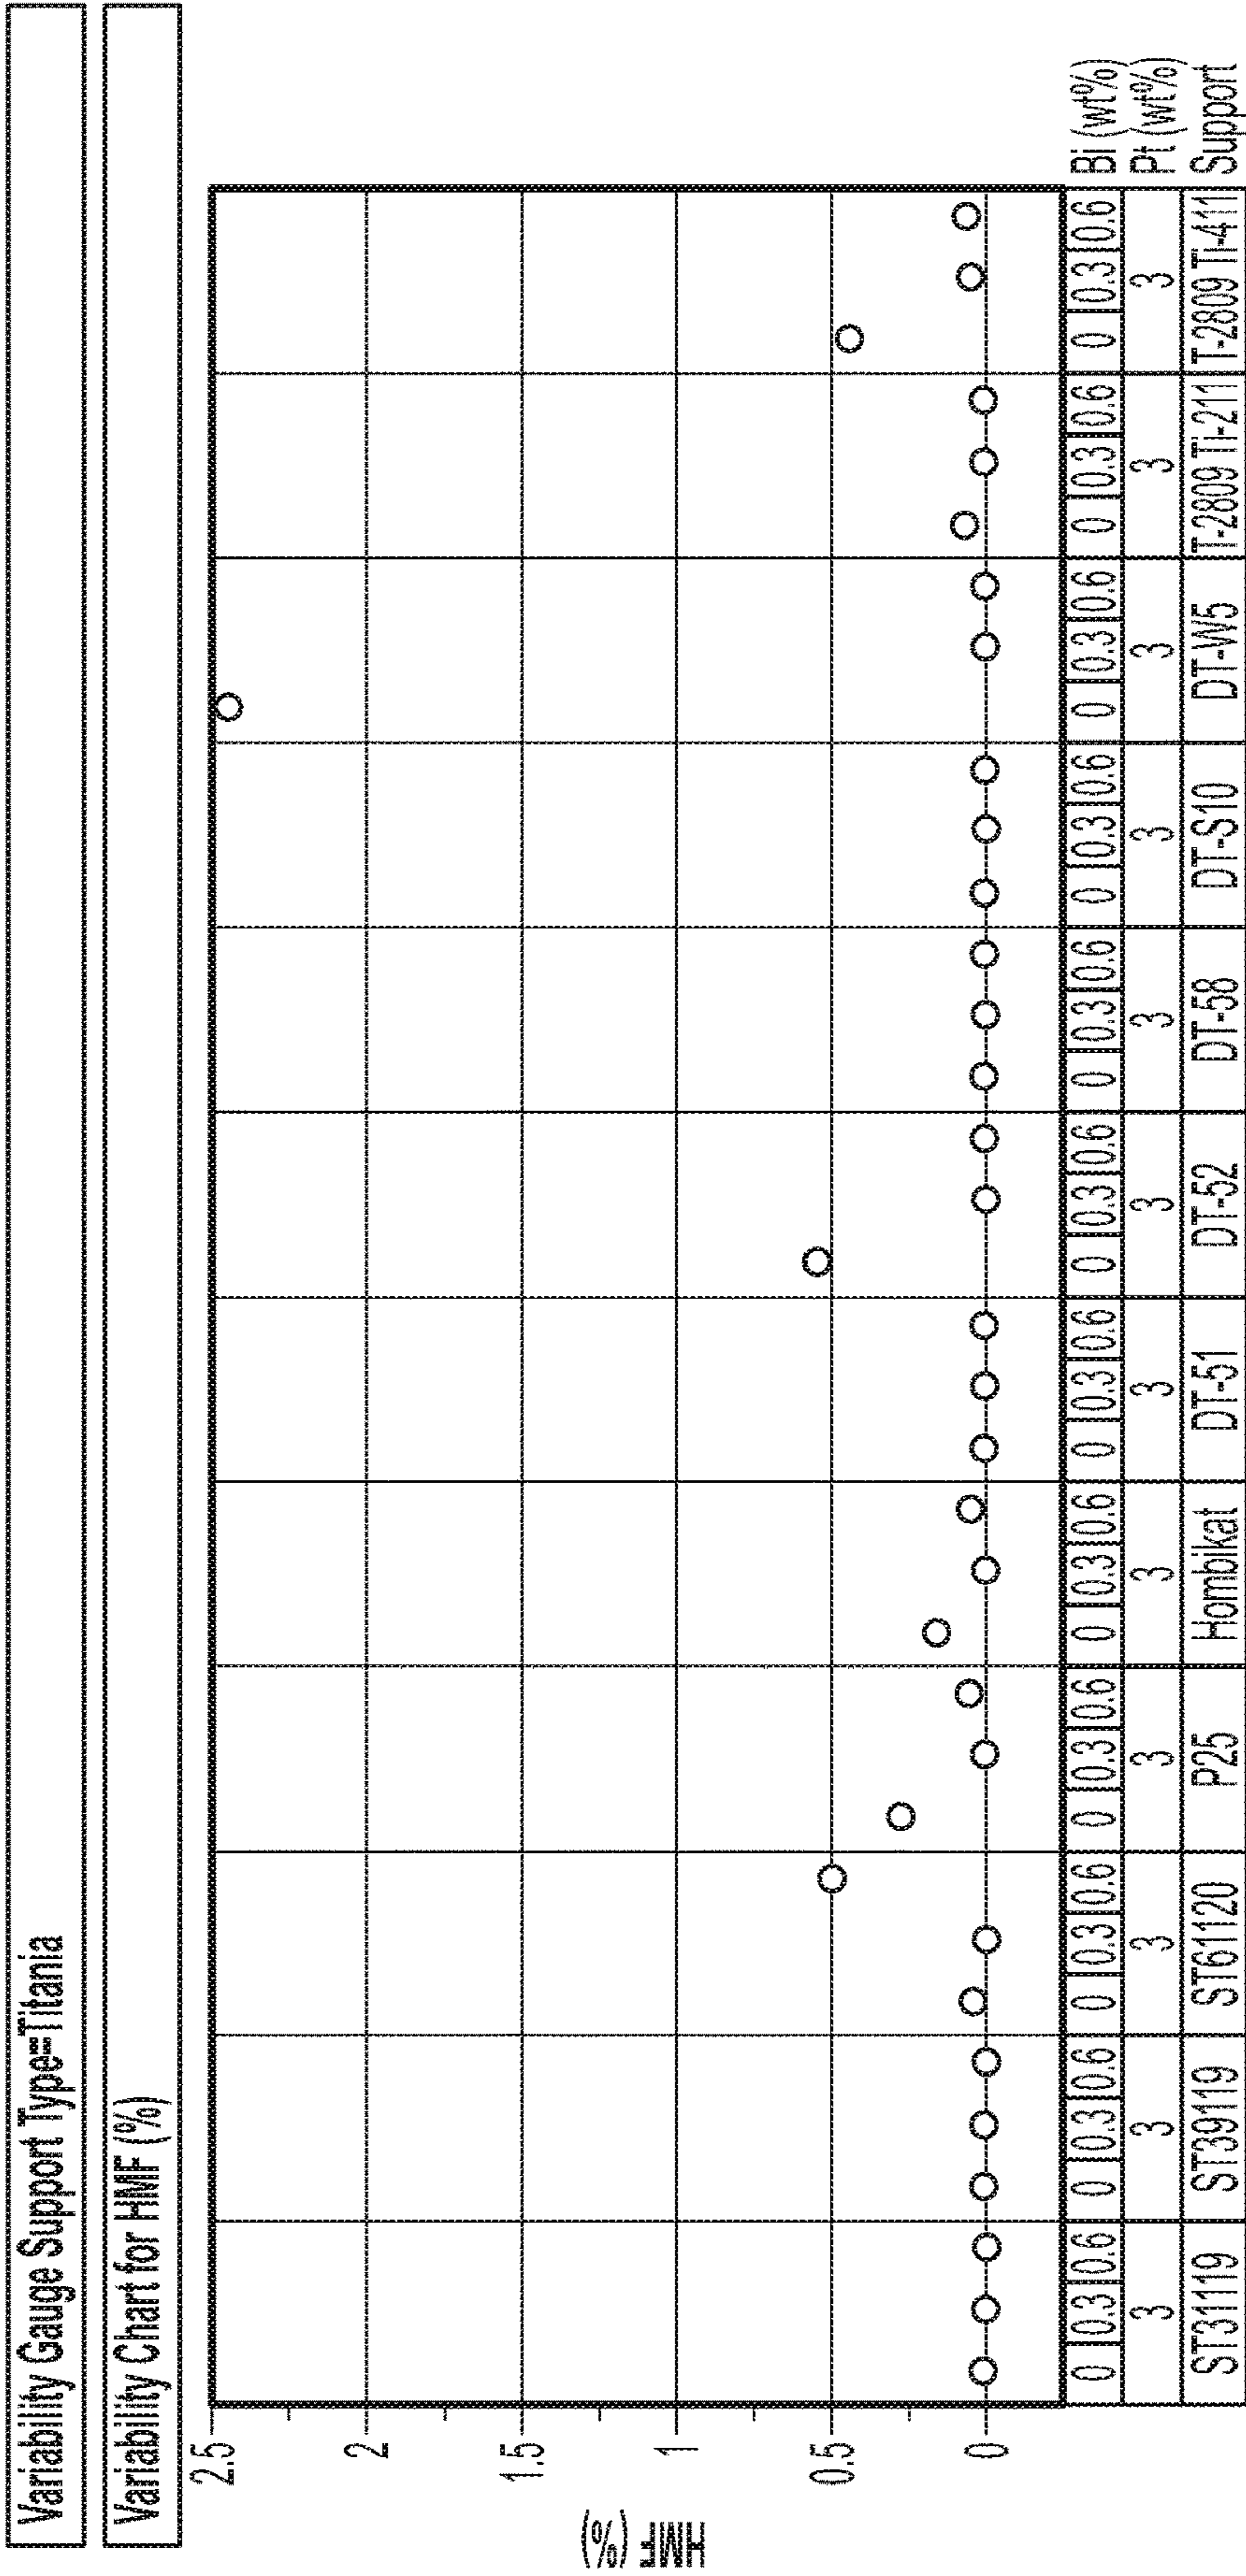 Variability Gauge Support Type=Titania
Variability Chart for HMF (%)
2.5
2
1.5
1
0.5
0
HMF (%)
0 0.3 0.6 0 0.3 0.6 0 0.3 0.6 0 0.3 0.6 0 0.3 0.6 0 0.3 0.6 0 0.3 0.6 0 0.3 0.6 0 0.3 0.6 0 0.3 0.6 0 0.3 0.6 0 0.3 0.6 Bi (wt%)
3 3 3 3 3 3 3 3 3 3 3 3 Pt (wt%)
ST31119 ST39119 ST61120 P25 Hombikat DT-51 DT-52 DT-58 DT-S10 DT-W5 T-2809 Ti-211 T-2809 Ti-411 Support